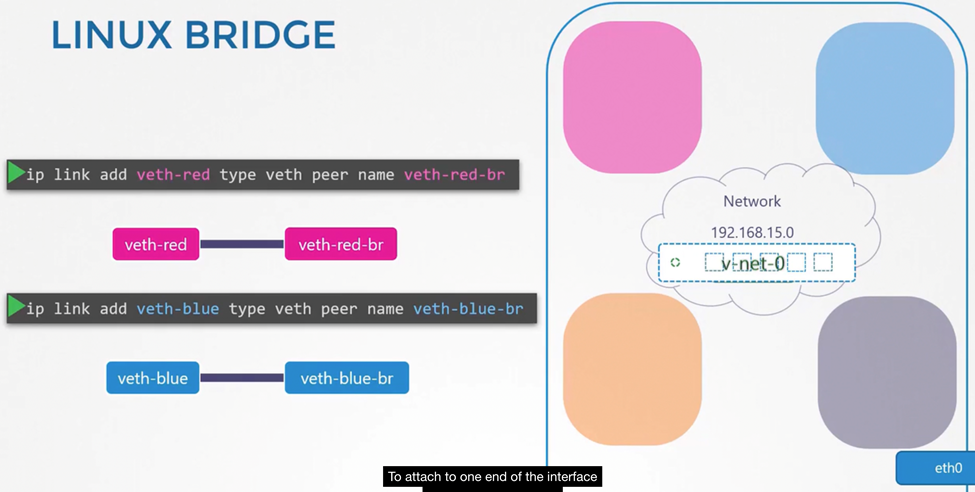 LINUX BRIDGE
ip link add veth-red type veth peer name veth-red-br
veth-red
veth-red-br
ip link add veth-blue type veth peer name veth-blue-br
veth-blue
veth-blue-br
Network
192.168.15.0
v-net-0
eth0
To attach to one end of the interface